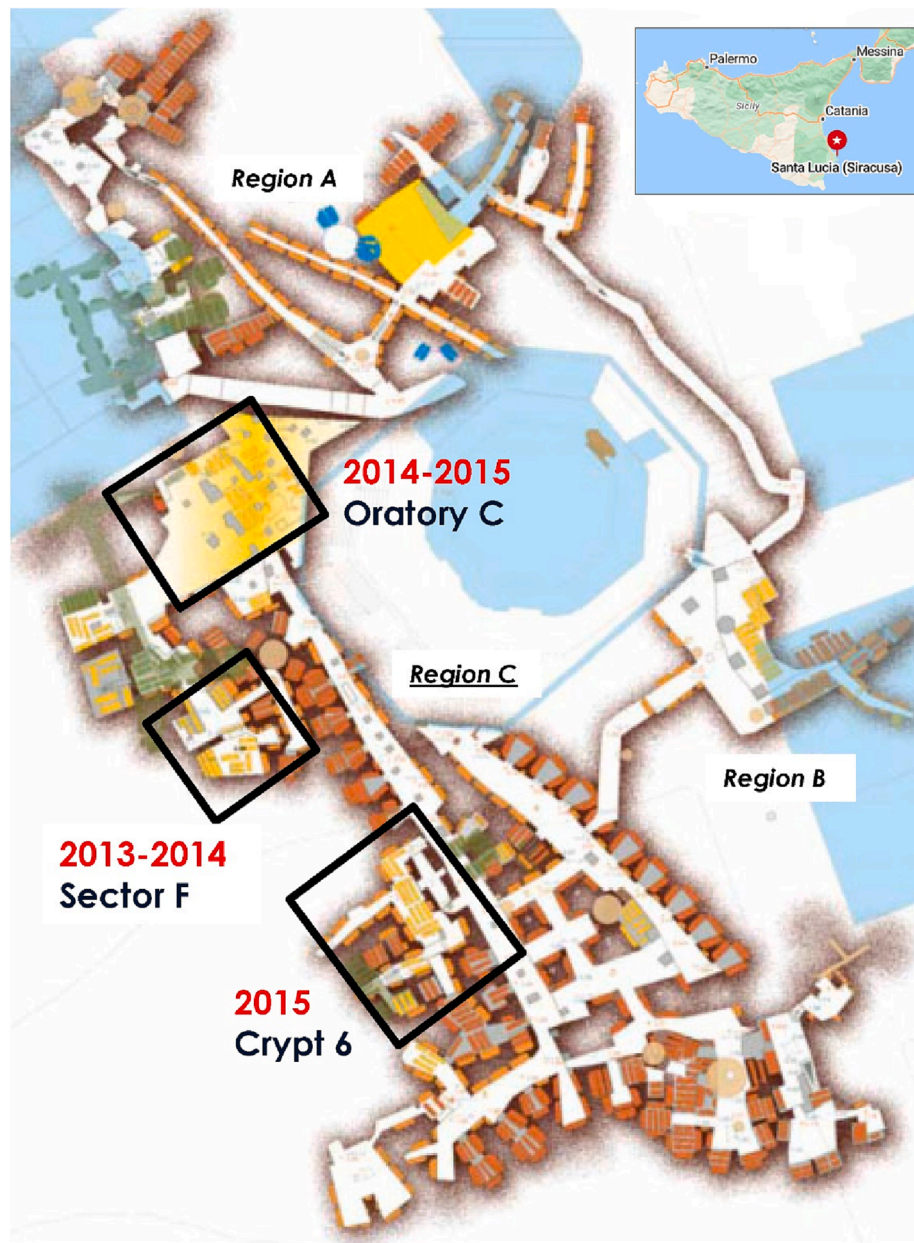 Palermo
Messina
Sicily
Catania
Santa Lucia (Siracusa)
Region A
2014-2015
Oratory C
Region C
Region B
2013-2014
Sector F
2015
Crypt 6